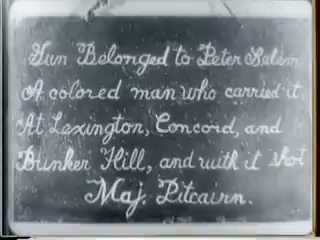 Gun Belonged to Peter Salem
A colored man who carried it,
At Lexington, Concord, and
Bunker Hill, and with it shot
Maj. Pitcairn.